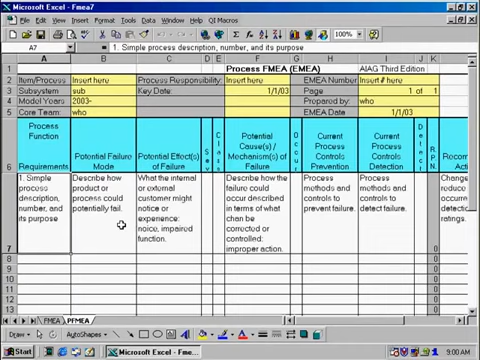 Microsoft Excel - Fmea7
File Edit View Insert Format Tools Data Window Help QI Macros
100%
A7 = 1. Simple process description, number, and its purpose
A B C D E F G H I J K L
1 Process FMEA (EMEA) AIAG Third Edition
2 Item/Process Insert here Process Responsibility: Insert here EMEA Number Insert # here
3 Subsystem sub Key Date: 1/1/03 Page 1 of 1
4 Model Years 2003- Prepared by: who
5 Core Team: who EMEA Date 1/1/03
Process
Function
Requirements
Potential Failure
Mode
Potential Effect(s) of
Failure
Sev
Class
Potential
Cause(s) /
Mechanism(s) of
Failure
Occur
Current
Process
Controls
Prevention
Current
Process
Controls
Detection
Detect
R.P.N.
Recom
Action
6
1. Simple
process
description,
number, and
its purpose
Describe how
product or
process could
potentially fail.
What the internal
or external
customer might
notice or
experience:
noice, impaired
function.
Describe how the
failure could
occur described
in terms of what
chan be
corrected or
controlled:
improper action.
Process
methods and
controls to
prevent failure.
Process
methods and
controls to
detect failure.
Change
reduce
occurre
detectio
ratings.
7 0
8 0
9 0
10 0
11 0
12 0
13 0
FMEA PFMEA
Draw AutoShapes
Start Microsoft Excel - Fme... 9:00 AM